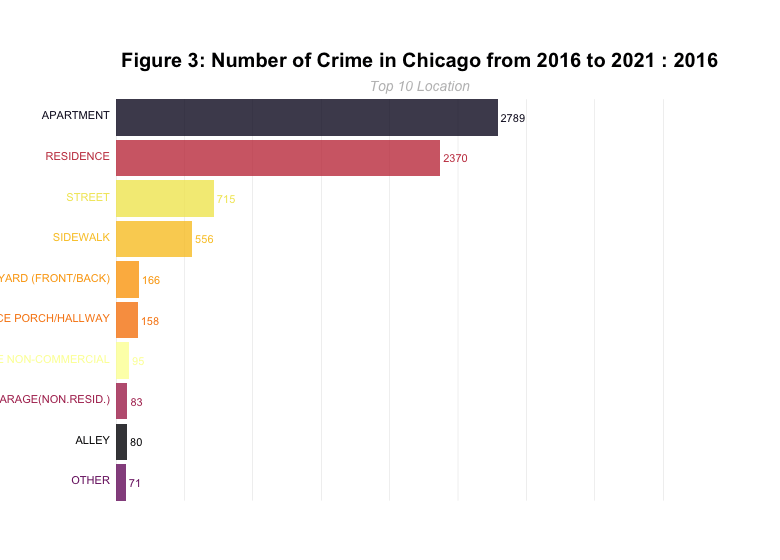 Figure 3: Number of Crime in Chicago from 2016 to 2021 : 2016
Top 10 Location
APARTMENT 2789
RESIDENCE 2370
STREET 715
SIDEWALK 556
YARD (FRONT/BACK) 166
PORCH/HALLWAY 158
NON-COMMERCIAL 95
ARAGE(NON.RESID.) 83
ALLEY 80
OTHER 71